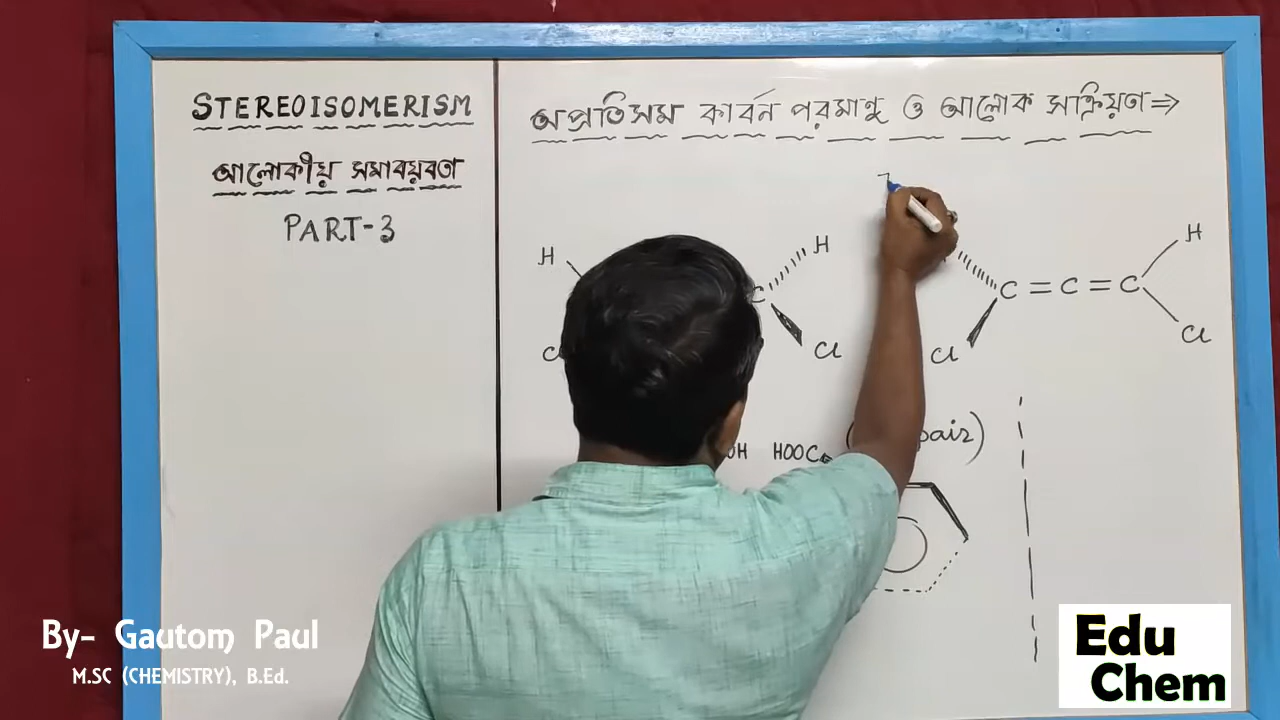 STEREOISOMERISM
আলোকীয় সমাবয়বতা
PART-3
অপ্রতিসম কার্বন পরমাণু ও আলোক সক্রিয়তা ⇒
H
H
H
C
C = C = C
Cl
Cl
Cl
pair)
OH HOOC
By- Gautom Paul
M.SC (CHEMISTRY), B.Ed.
Edu
Chem